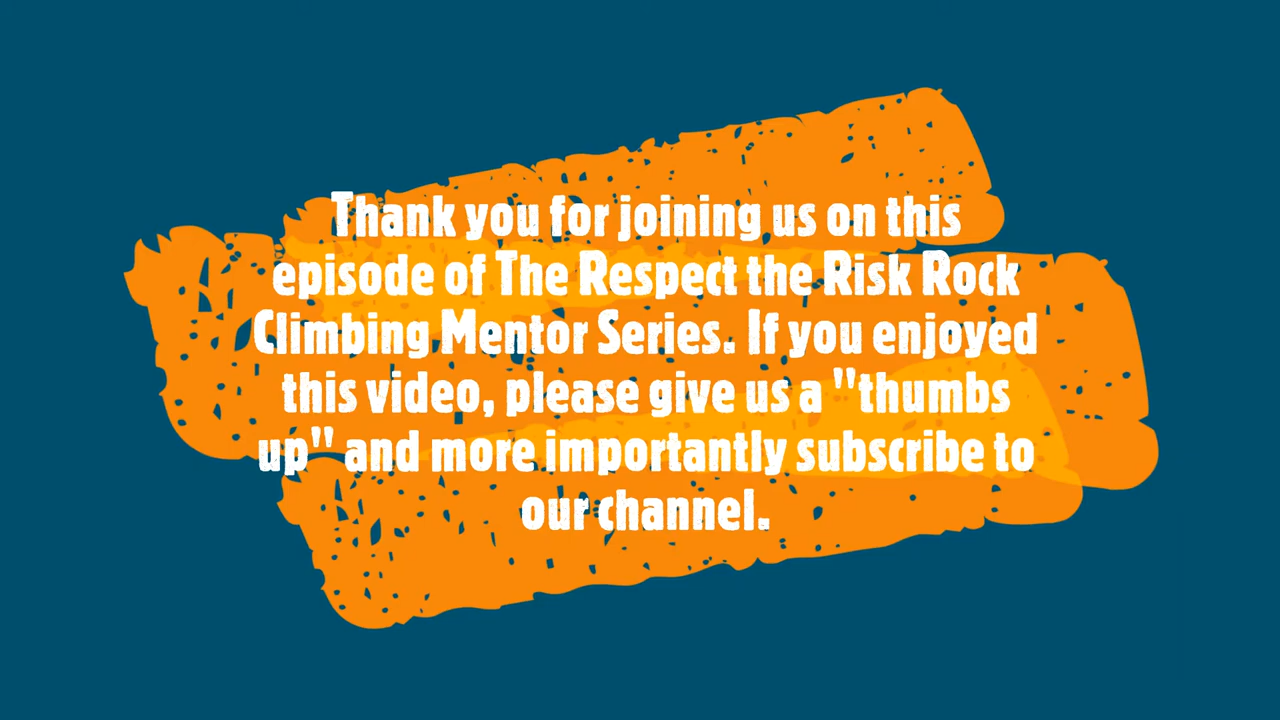 Thank you for joining us on this
episode of The Respect the Risk Rock
Climbing Mentor Series. If you enjoyed
this video, please give us a "thumbs
up" and more importantly subscribe to
our channel.